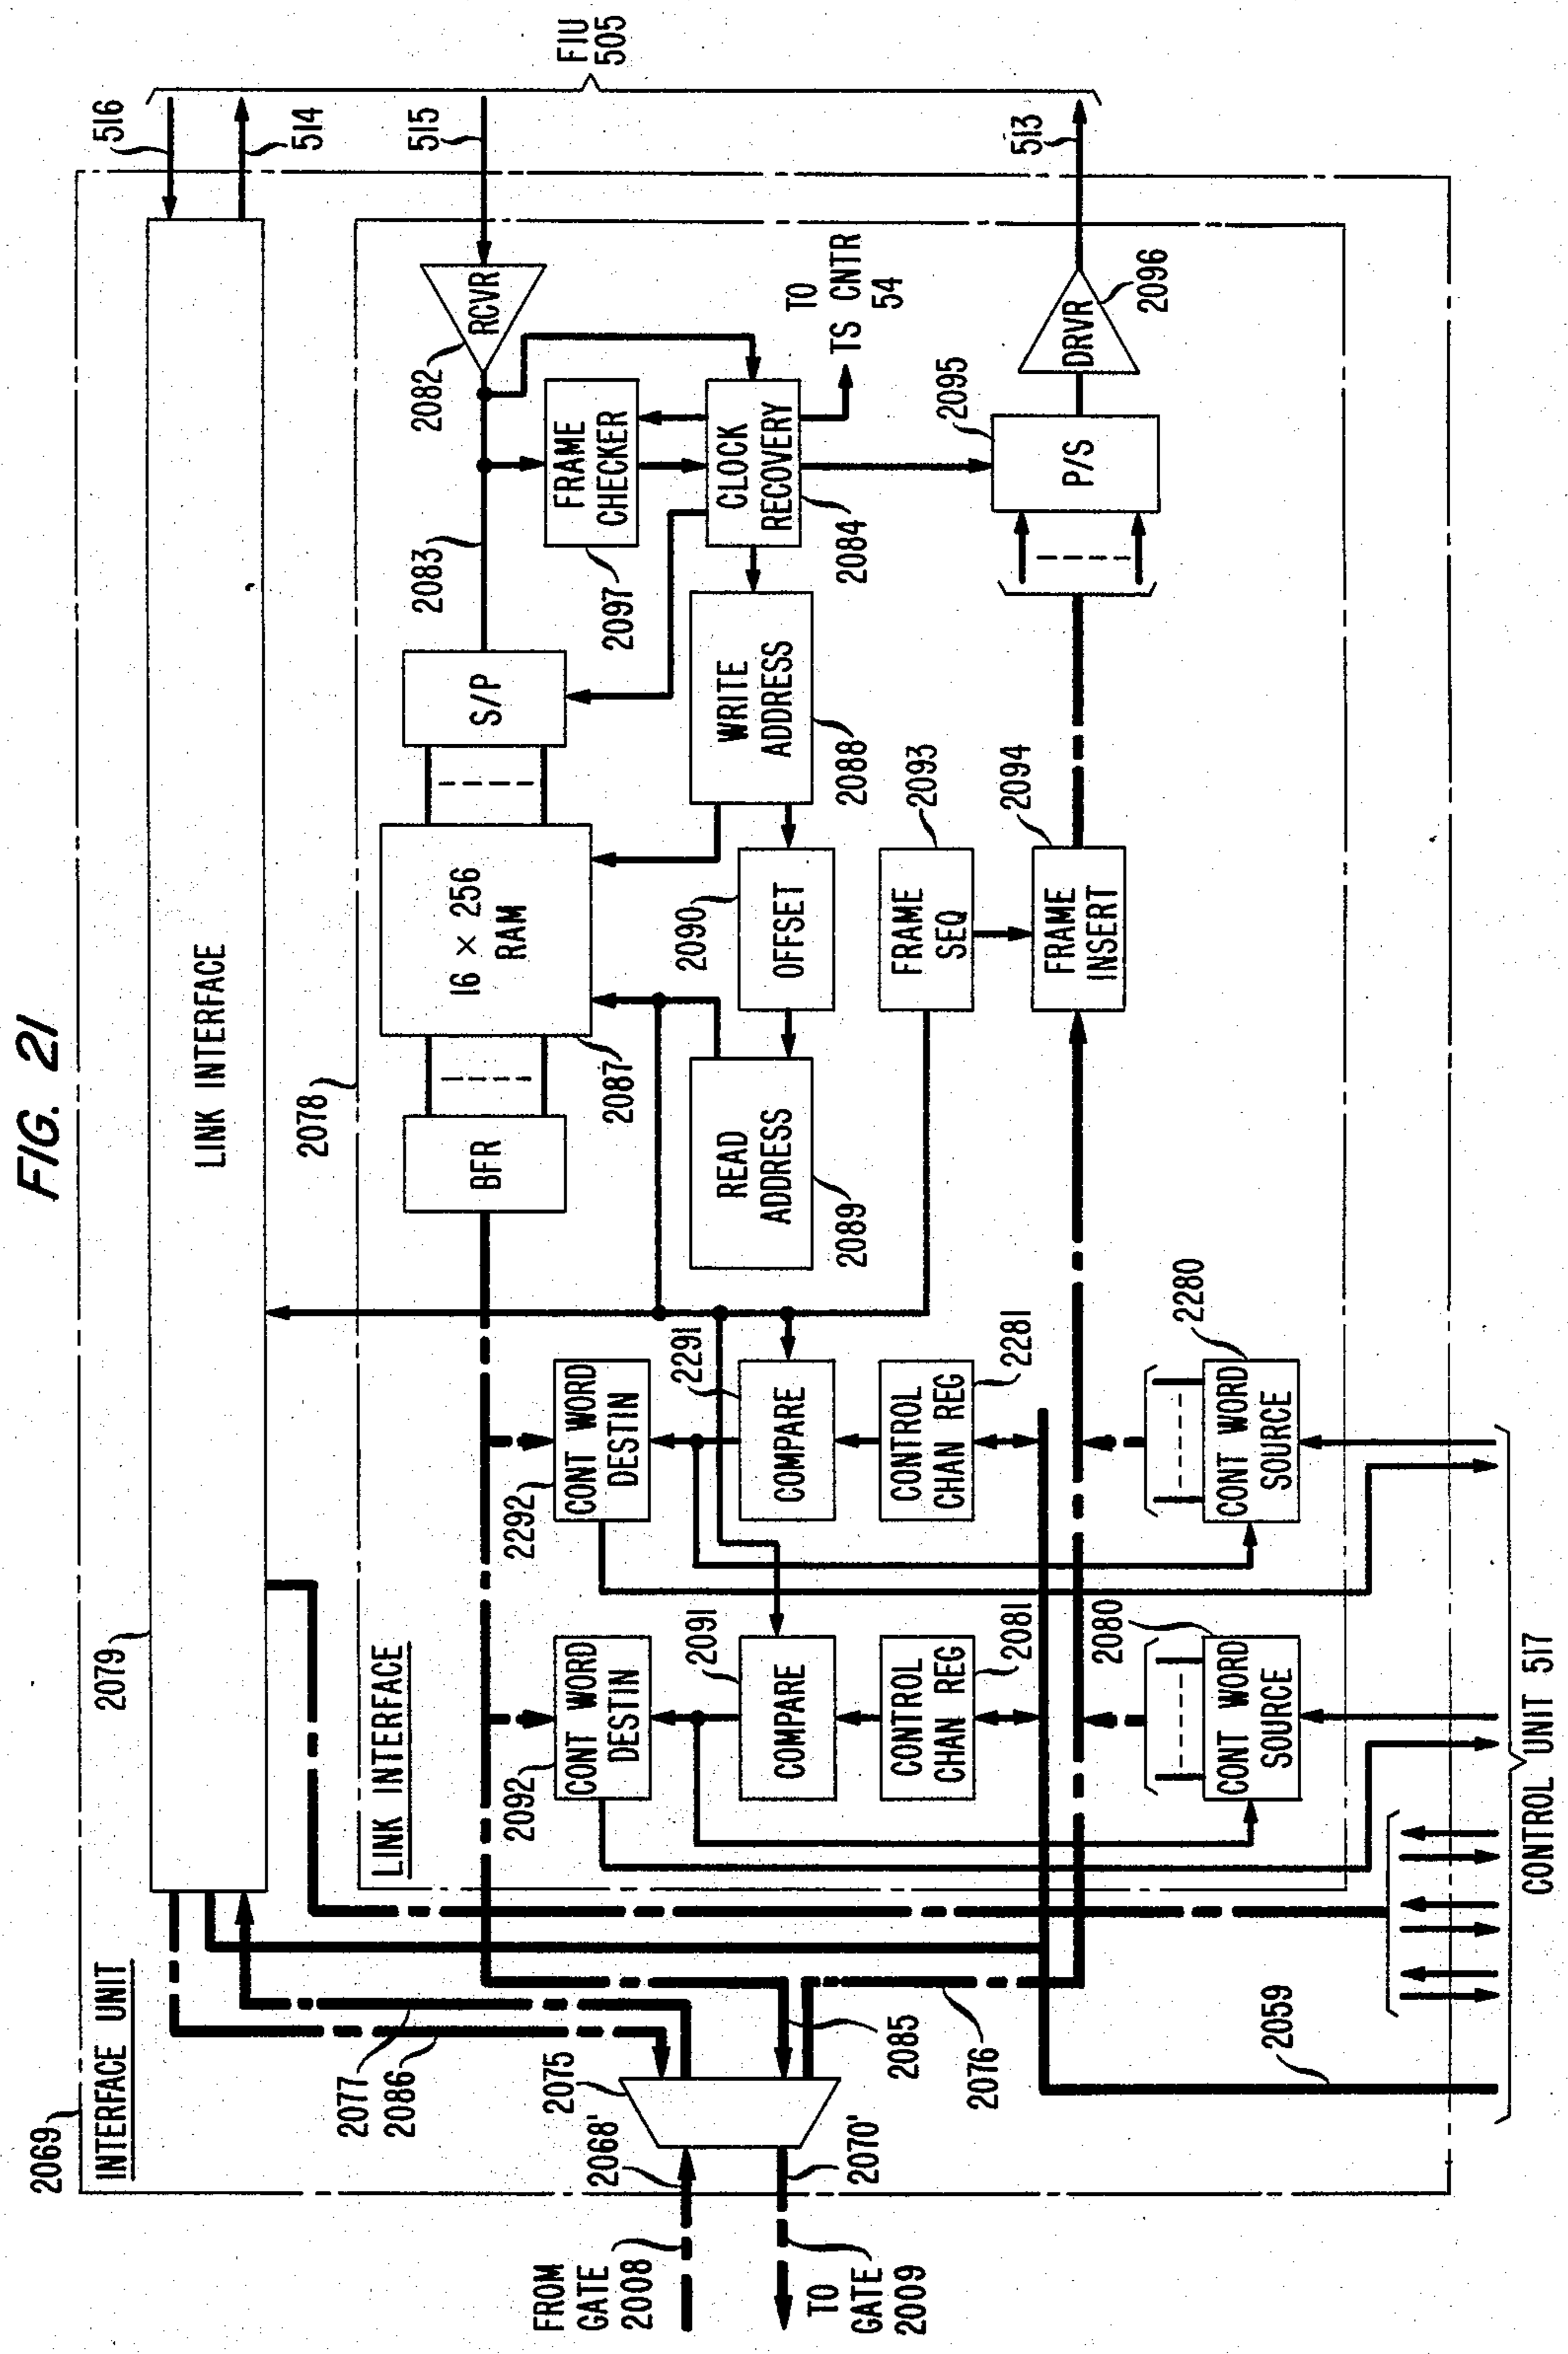 FIG. 21
2069
INTERFACE UNIT
2079
LINK INTERFACE
516
514
FIU
505
2077
2086
2078
LINK INTERFACE
515
RCVR
2082
2083
S/P
16 × 256
RAM
2087
BFR
FRAME
CHECKER
2097
CLOCK
RECOVERY
2084
TO
TS CNTR
54
WRITE
ADDRESS
2088
OFFSET
2090
READ
ADDRESS
2089
FRAME
SEQ
2093
FRAME
INSERT
2094
P/S
2095
DRVR
2096
513
CONT WORD
DESTIN
2292
COMPARE
2291
CONTROL
CHAN REG
2281
CONT WORD
SOURCE
2280
CONT WORD
DESTIN
2092
COMPARE
2091
CONTROL
CHAN REG
2081
CONT WORD
SOURCE
2080
2075
2068'
2070'
2085
2076
2059
FROM
GATE
2008
TO
GATE
2009
CONTROL UNIT 517